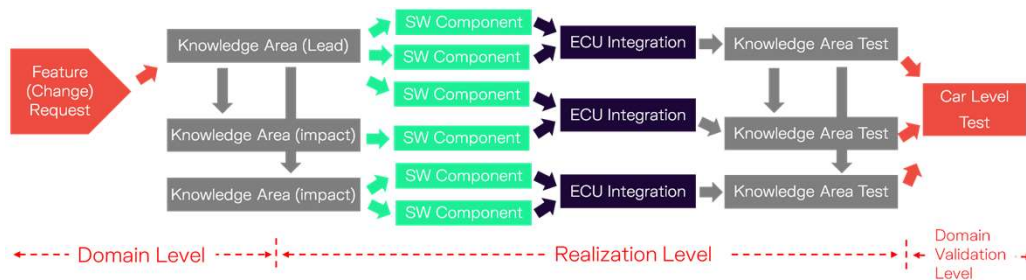 Feature
(Change)
Request
Knowledge Area (Lead)
Knowledge Area (impact)
Knowledge Area (impact)
SW Component
SW Component
SW Component
SW Component
SW Component
SW Component
ECU Integration
ECU Integration
ECU Integration
Knowledge Area Test
Knowledge Area Test
Knowledge Area Test
Car Level
Test
Domain Level
Realization Level
Domain
Validation
Level